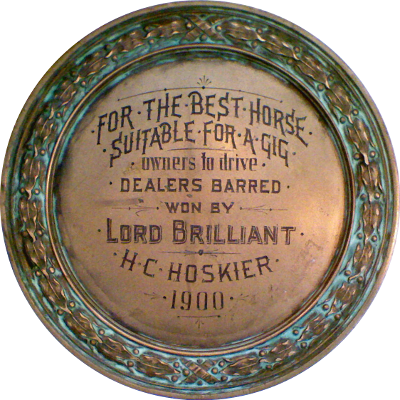 FOR·THE·BEST·HORSE
SUITABLE·FOR·A·GIG
·owners to drive·
·DEALERS BARRED·
WON BY
·LORD BRILLIANT·
·H·C·HOSKIER·
·1900·